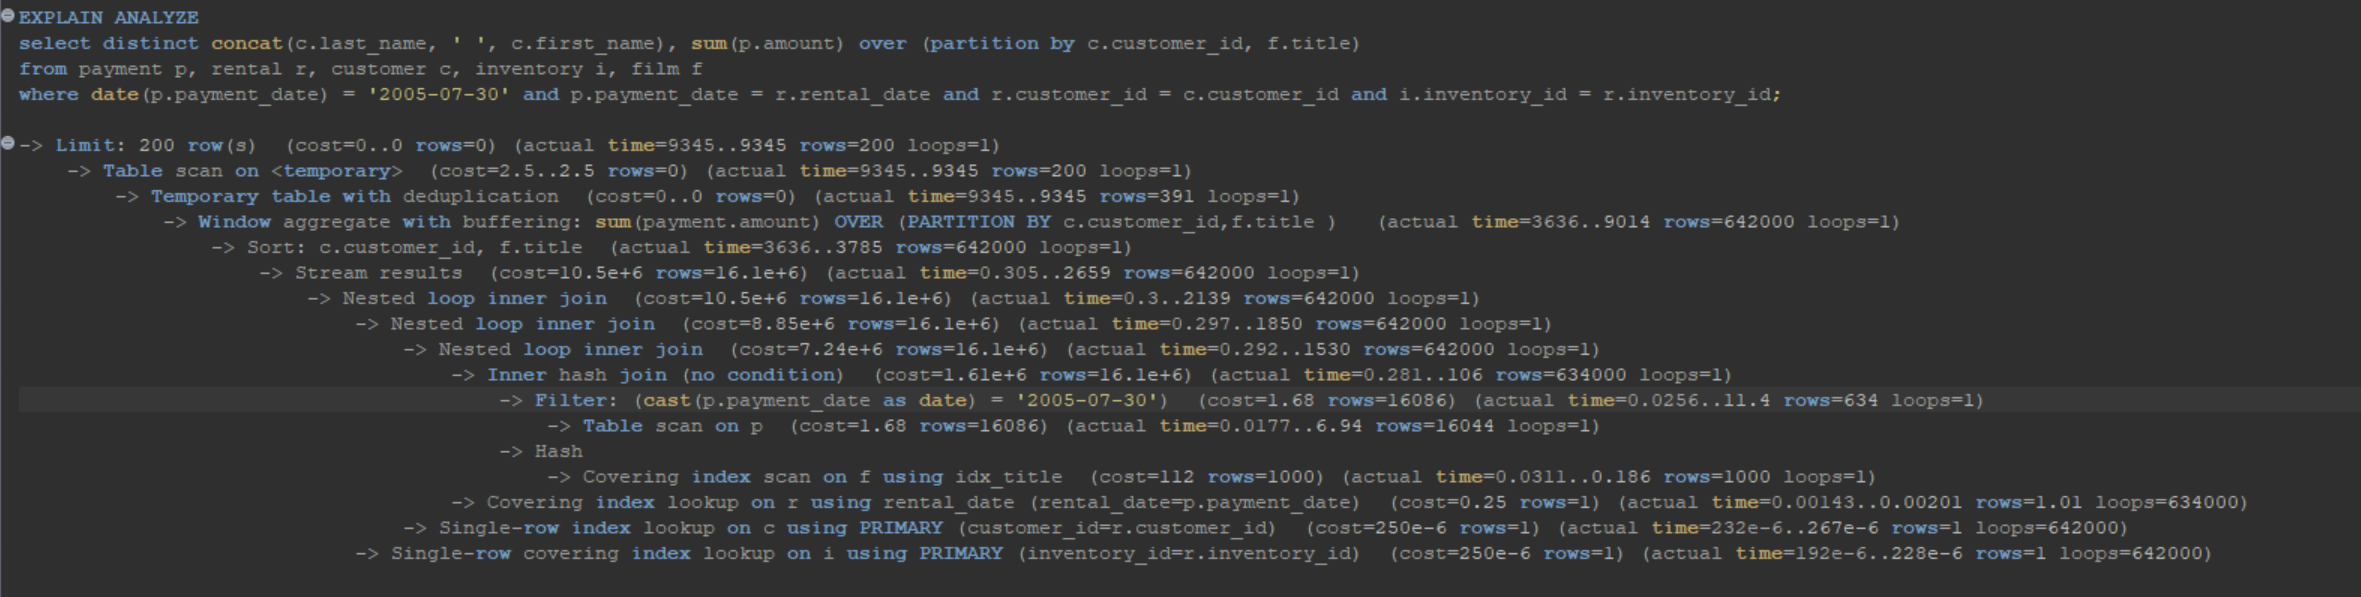 EXPLAIN ANALYZE
select distinct concat(c.last_name, ' ', c.first_name), sum(p.amount) over (partition by c.customer_id, f.title)
from payment p, rental r, customer c, inventory i, film f
where date(p.payment_date) = '2005-07-30' and p.payment_date = r.rental_date and r.customer_id = c.customer_id and i.inventory_id = r.inventory_id;
-> Limit: 200 row(s)  (cost=0..0 rows=0) (actual time=9345..9345 rows=200 loops=1)
-> Table scan on <temporary>  (cost=2.5..2.5 rows=0) (actual time=9345..9345 rows=200 loops=1)
-> Temporary table with deduplication  (cost=0..0 rows=0) (actual time=9345..9345 rows=391 loops=1)
-> Window aggregate with buffering: sum(payment.amount) OVER (PARTITION BY c.customer_id,f.title )   (actual time=3636..9014 rows=642000 loops=1)
-> Sort: c.customer_id, f.title  (actual time=3636..3785 rows=642000 loops=1)
-> Stream results  (cost=10.5e+6 rows=16.1e+6) (actual time=0.305..2659 rows=642000 loops=1)
-> Nested loop inner join  (cost=10.5e+6 rows=16.1e+6) (actual time=0.3..2139 rows=642000 loops=1)
-> Nested loop inner join  (cost=8.85e+6 rows=16.1e+6) (actual time=0.297..1850 rows=642000 loops=1)
-> Nested loop inner join  (cost=7.24e+6 rows=16.1e+6) (actual time=0.292..1530 rows=642000 loops=1)
-> Inner hash join (no condition)  (cost=1.61e+6 rows=16.1e+6) (actual time=0.281..106 rows=634000 loops=1)
-> Filter: (cast(p.payment_date as date) = '2005-07-30')  (cost=1.68 rows=16086) (actual time=0.0256..11.4 rows=634 loops=1)
-> Table scan on p  (cost=1.68 rows=16086) (actual time=0.0177..6.94 rows=16044 loops=1)
-> Hash
-> Covering index scan on f using idx_title  (cost=112 rows=1000) (actual time=0.0311..0.186 rows=1000 loops=1)
-> Covering index lookup on r using rental_date (rental_date=p.payment_date)  (cost=0.25 rows=1) (actual time=0.00143..0.00201 rows=1.01 loops=634000)
-> Single-row index lookup on c using PRIMARY (customer_id=r.customer_id)  (cost=250e-6 rows=1) (actual time=232e-6..267e-6 rows=1 loops=642000)
-> Single-row covering index lookup on i using PRIMARY (inventory_id=r.inventory_id)  (cost=250e-6 rows=1) (actual time=192e-6..228e-6 rows=1 loops=642000)